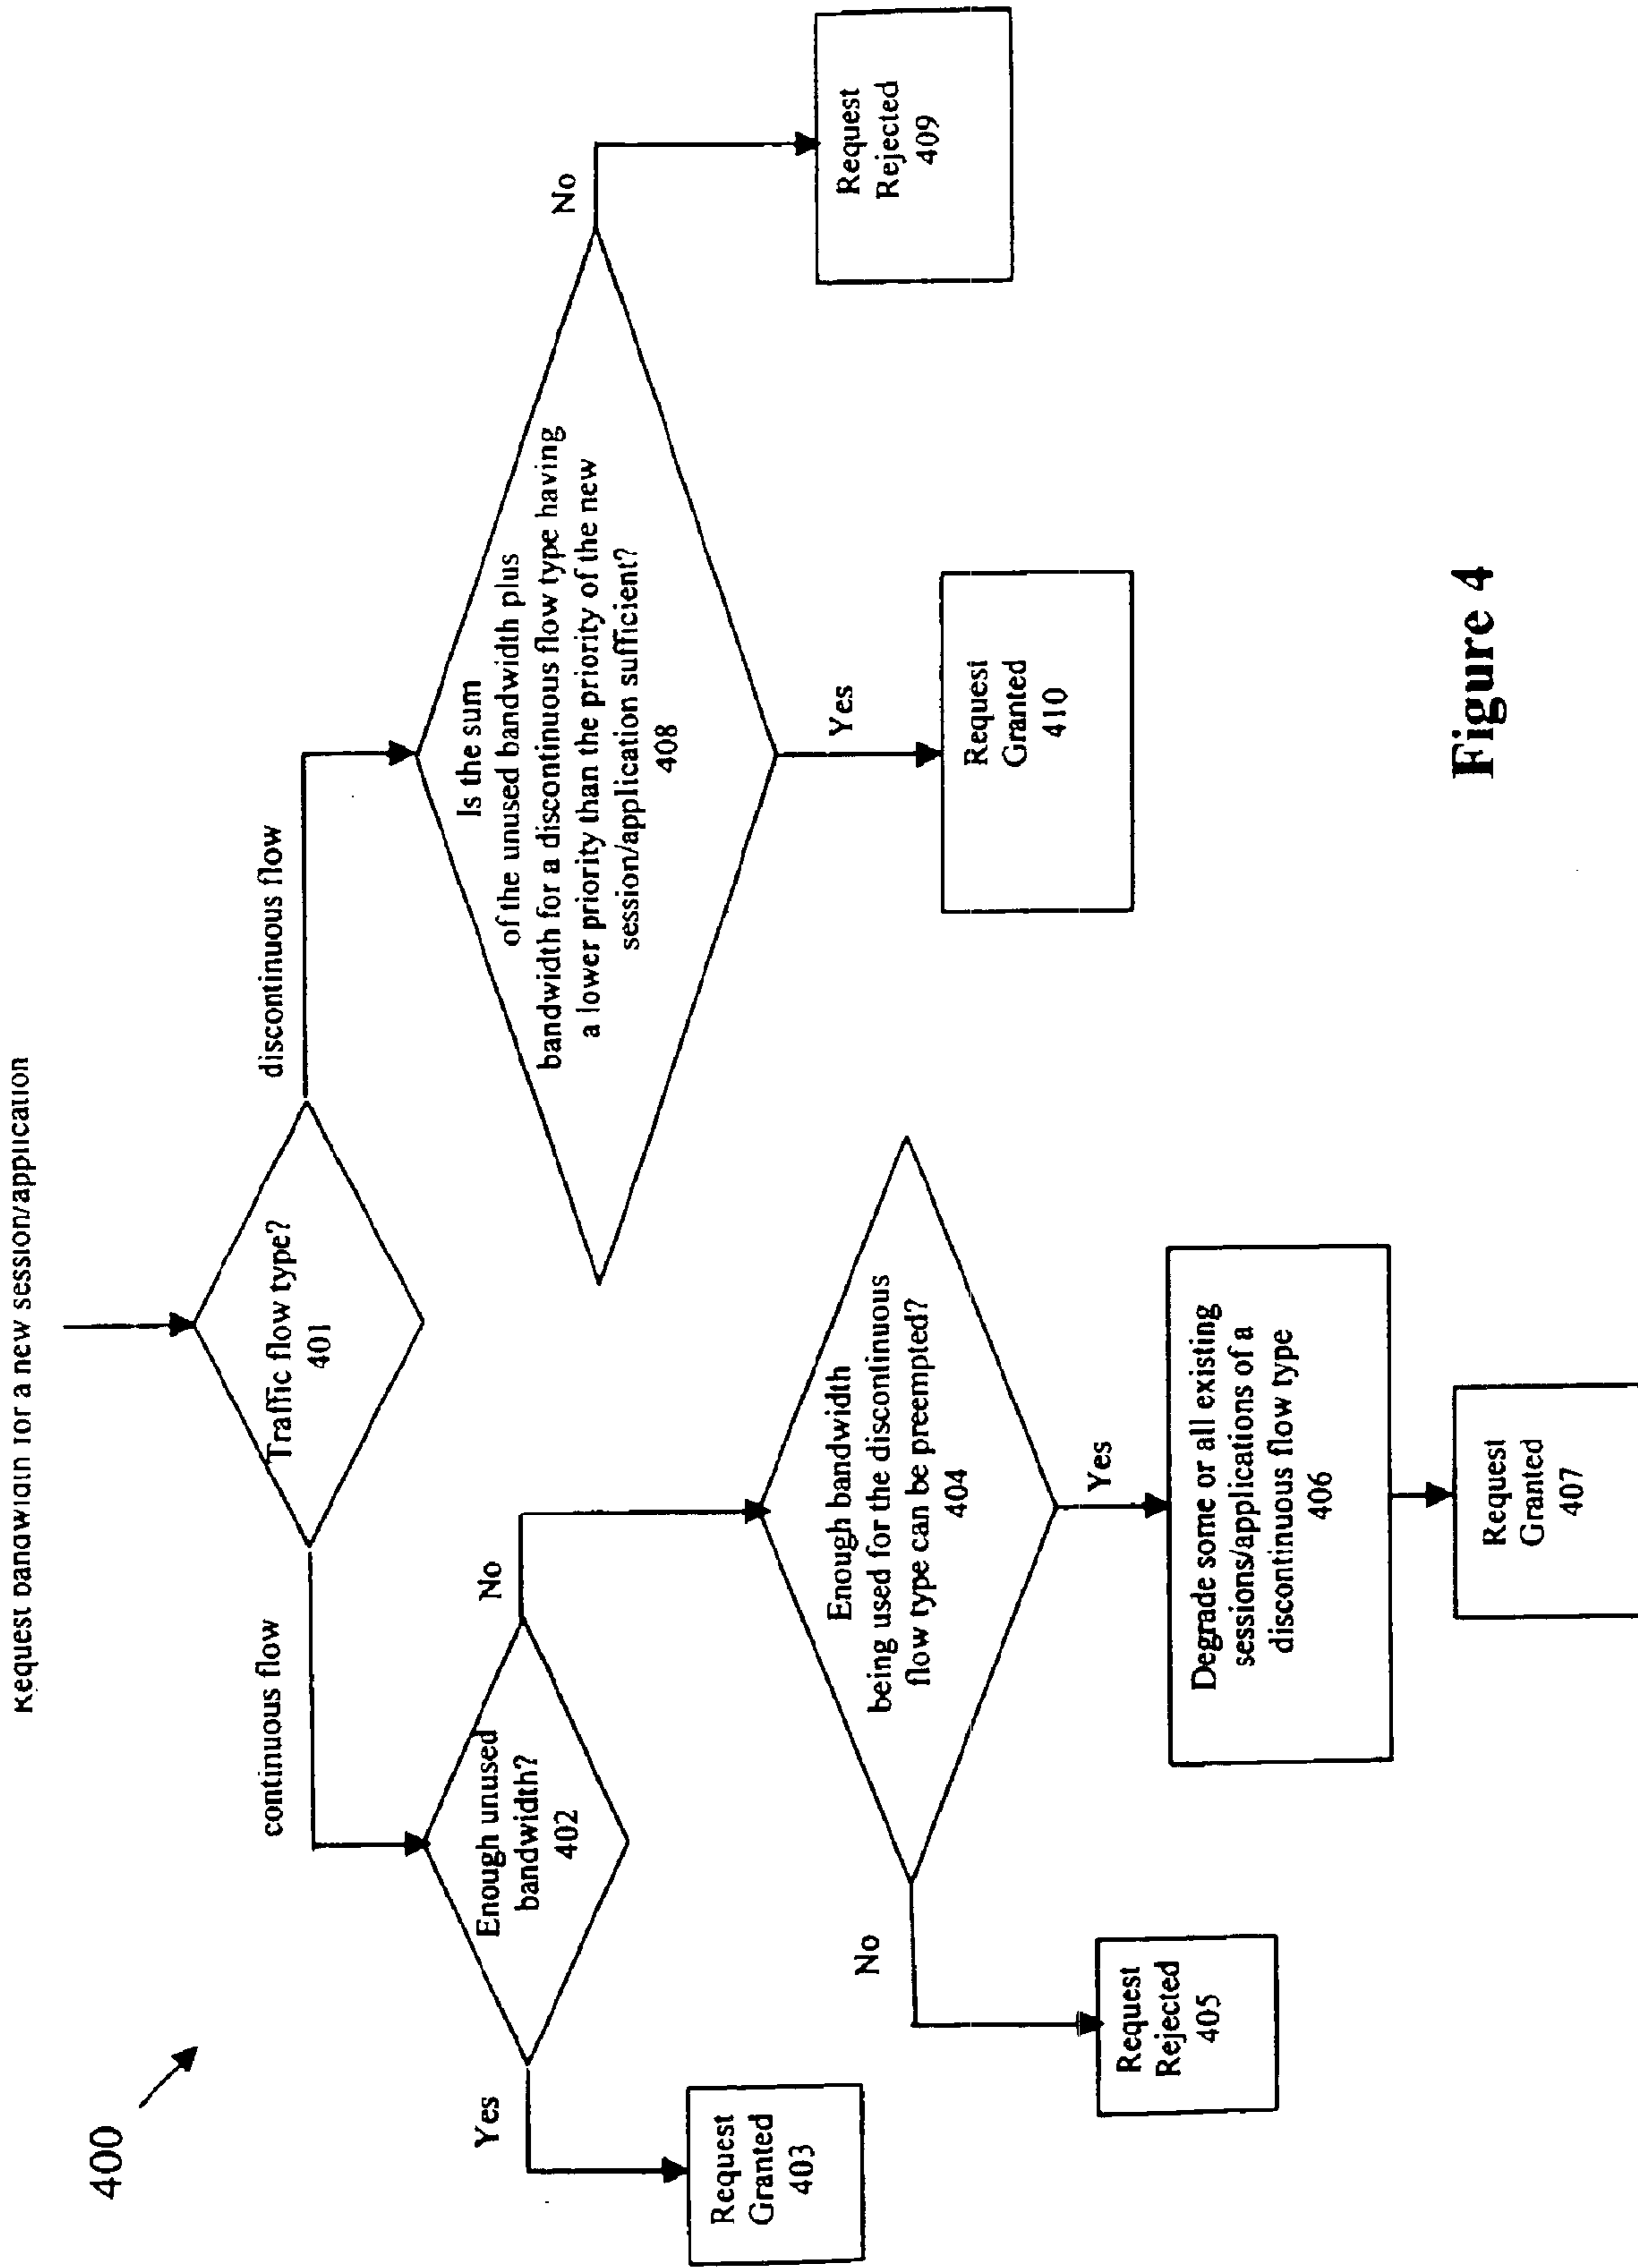 Request bandwidth for a new session/application
400
Traffic flow type?
401
continuous flow
discontinuous flow
Enough unused
bandwidth?
402
Yes
No
Request
Granted
403
Enough bandwidth
being used for the discontinuous
flow type can be preempted?
404
No
Yes
Request
Rejected
405
Degrade some or all existing
sessions/applications of a
discontinuous flow type
406
Request
Granted
407
Is the sum
of the unused bandwidth plus
bandwidth for a discontinuous flow type having
a lower priority than the priority of the new
session/application sufficient?
408
No
Yes
Request
Rejected
409
Request
Granted
410
Figure 4